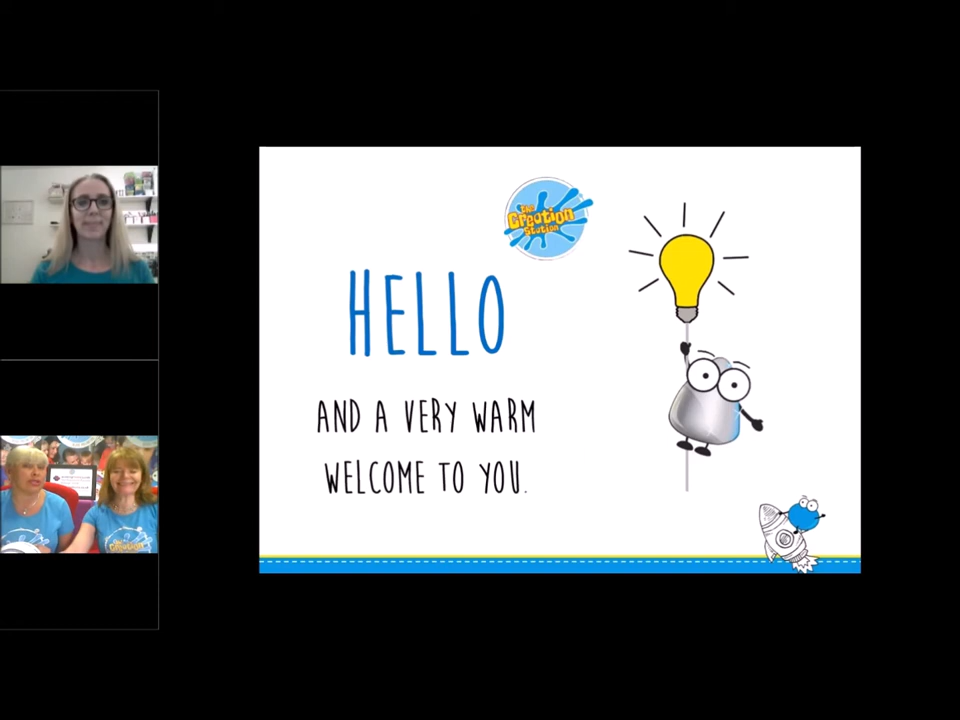 the
Creation
Station
HELLO
AND A VERY WARM
WELCOME TO YOU.